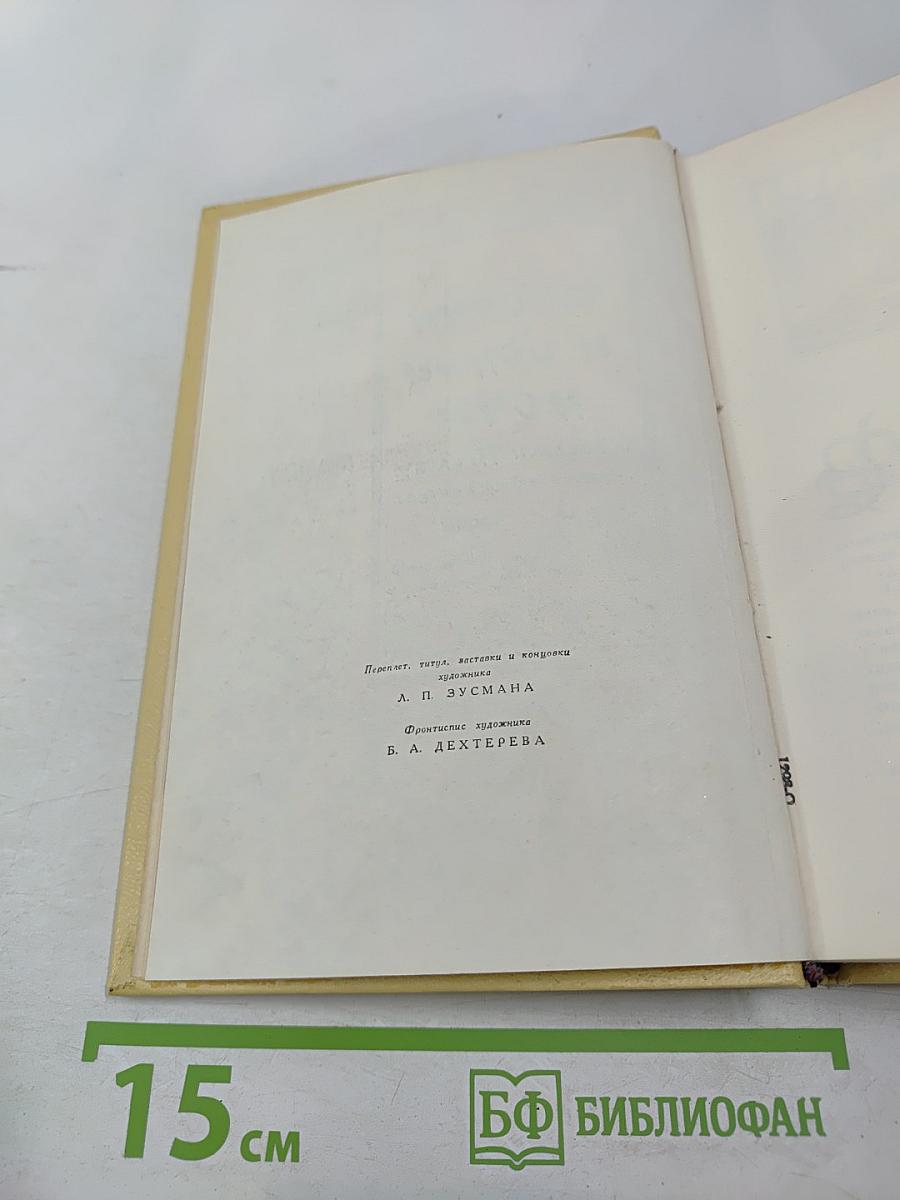 Переплет, титул, заставки и концовки
художника
Л. П. ЗУСМАНА
Фронтиспис художника
Б. А. ДЕХТЕРЕВА
15 см
БФ БИБЛИОФАН